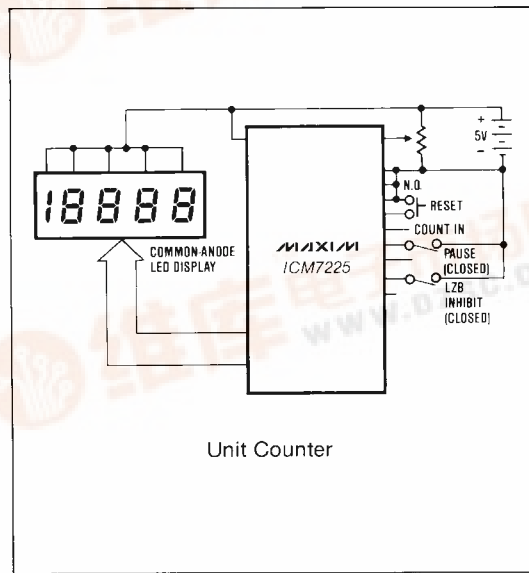 +
5V
-
N.O.
RESET
COUNT IN
PAUSE
(CLOSED)
LZB
INHIBIT
(CLOSED)
MAXIM
ICM7225
18888
COMMON-ANODE
LED DISPLAY
Unit Counter